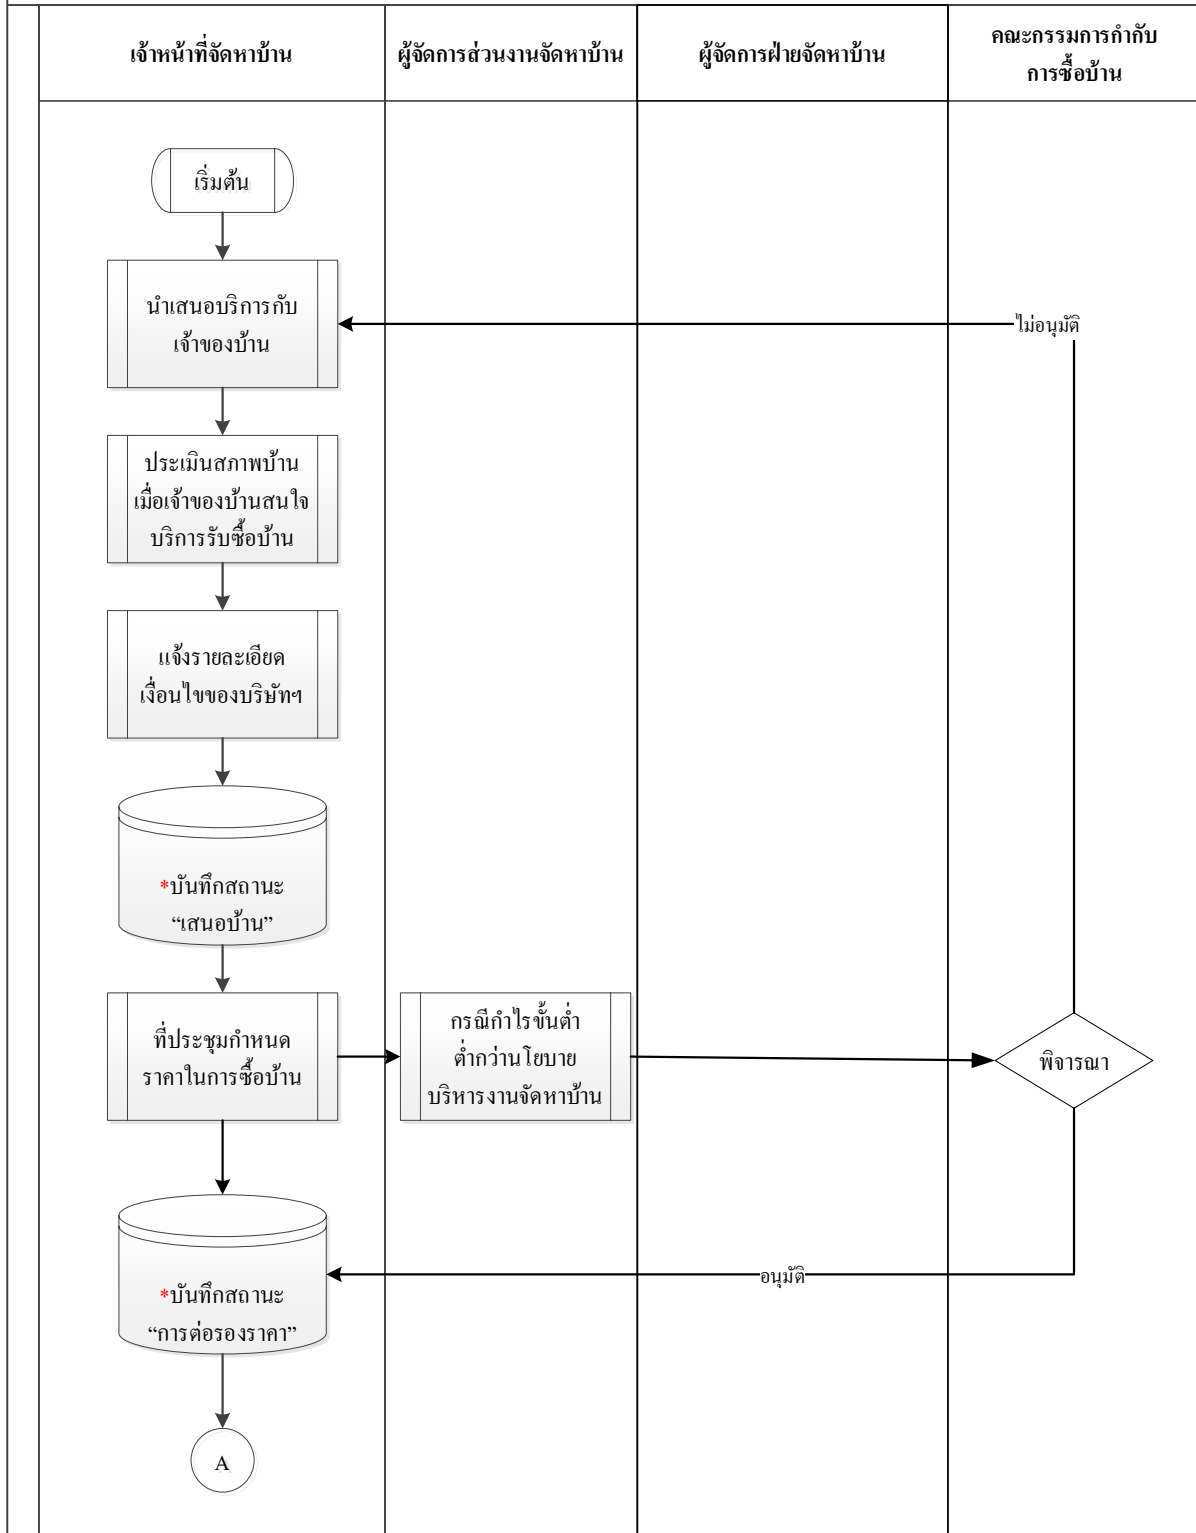 เจ้าหน้าที่จัดหาบ้าน
ผู้จัดการส่วนงานจัดหาบ้าน
ผู้จัดการฝ่ายจัดหาบ้าน
คณะกรรมการกำกับ
การซื้อบ้าน
เริ่มต้น
นำเสนอบริการกับ
เจ้าของบ้าน
ไม่อนุมัติ
ประเมินสภาพบ้าน
เมื่อเจ้าของบ้านสนใจ
บริการรับซื้อบ้าน
แจ้งรายละเอียด
เงื่อนไขของบริษัทฯ
*บันทึกสถานะ
“เสนอบ้าน”
ที่ประชุมกำหนด
ราคาในการซื้อบ้าน
กรณีกำไรขั้นต่ำ
ต่ำกว่านโยบาย
บริหารงานจัดหาบ้าน
พิจารณา
อนุมัติ
*บันทึกสถานะ
“การต่อรองราคา”
A